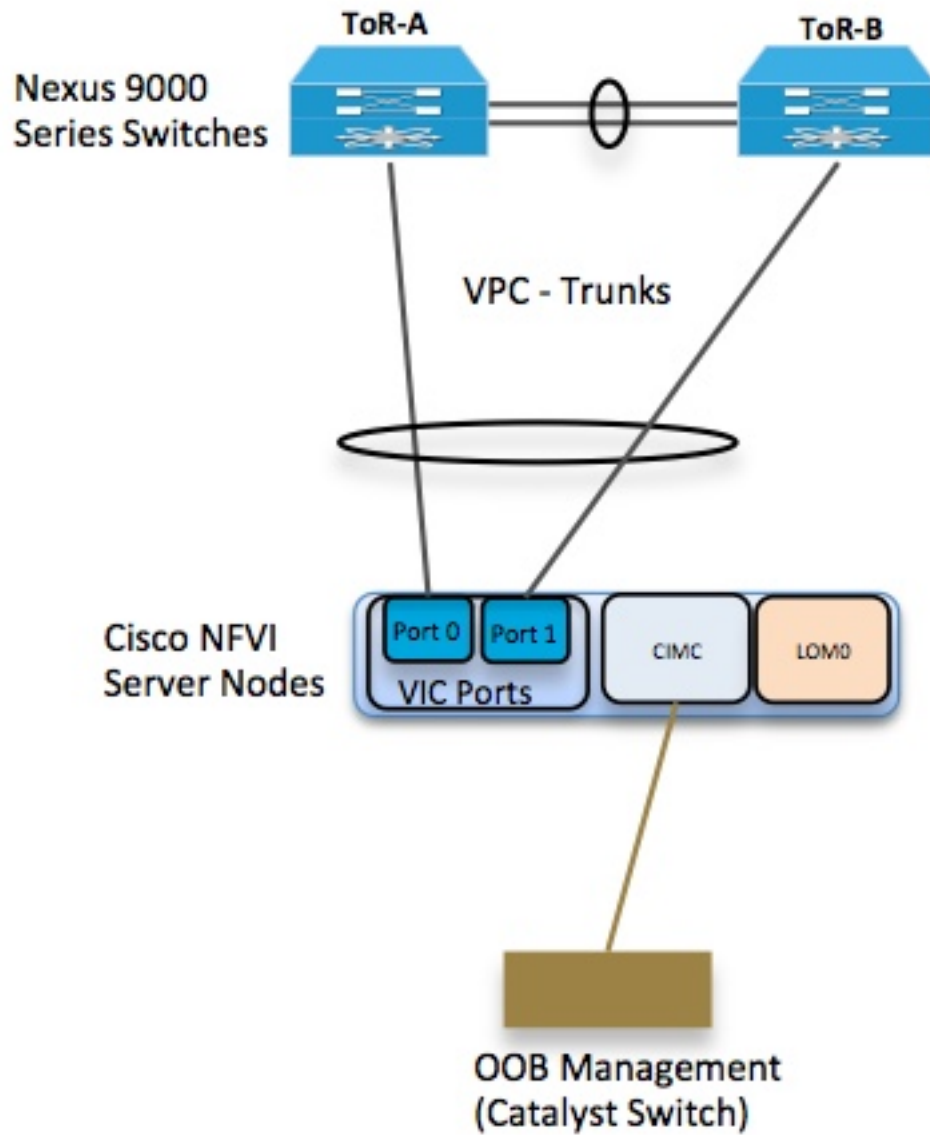 ToR-A
ToR-B
Nexus 9000
Series Switches
VPC - Trunks
Cisco NFVI
Server Nodes
Port 0
Port 1
VIC Ports
CIMC
LOM0
OOB Management
(Catalyst Switch)